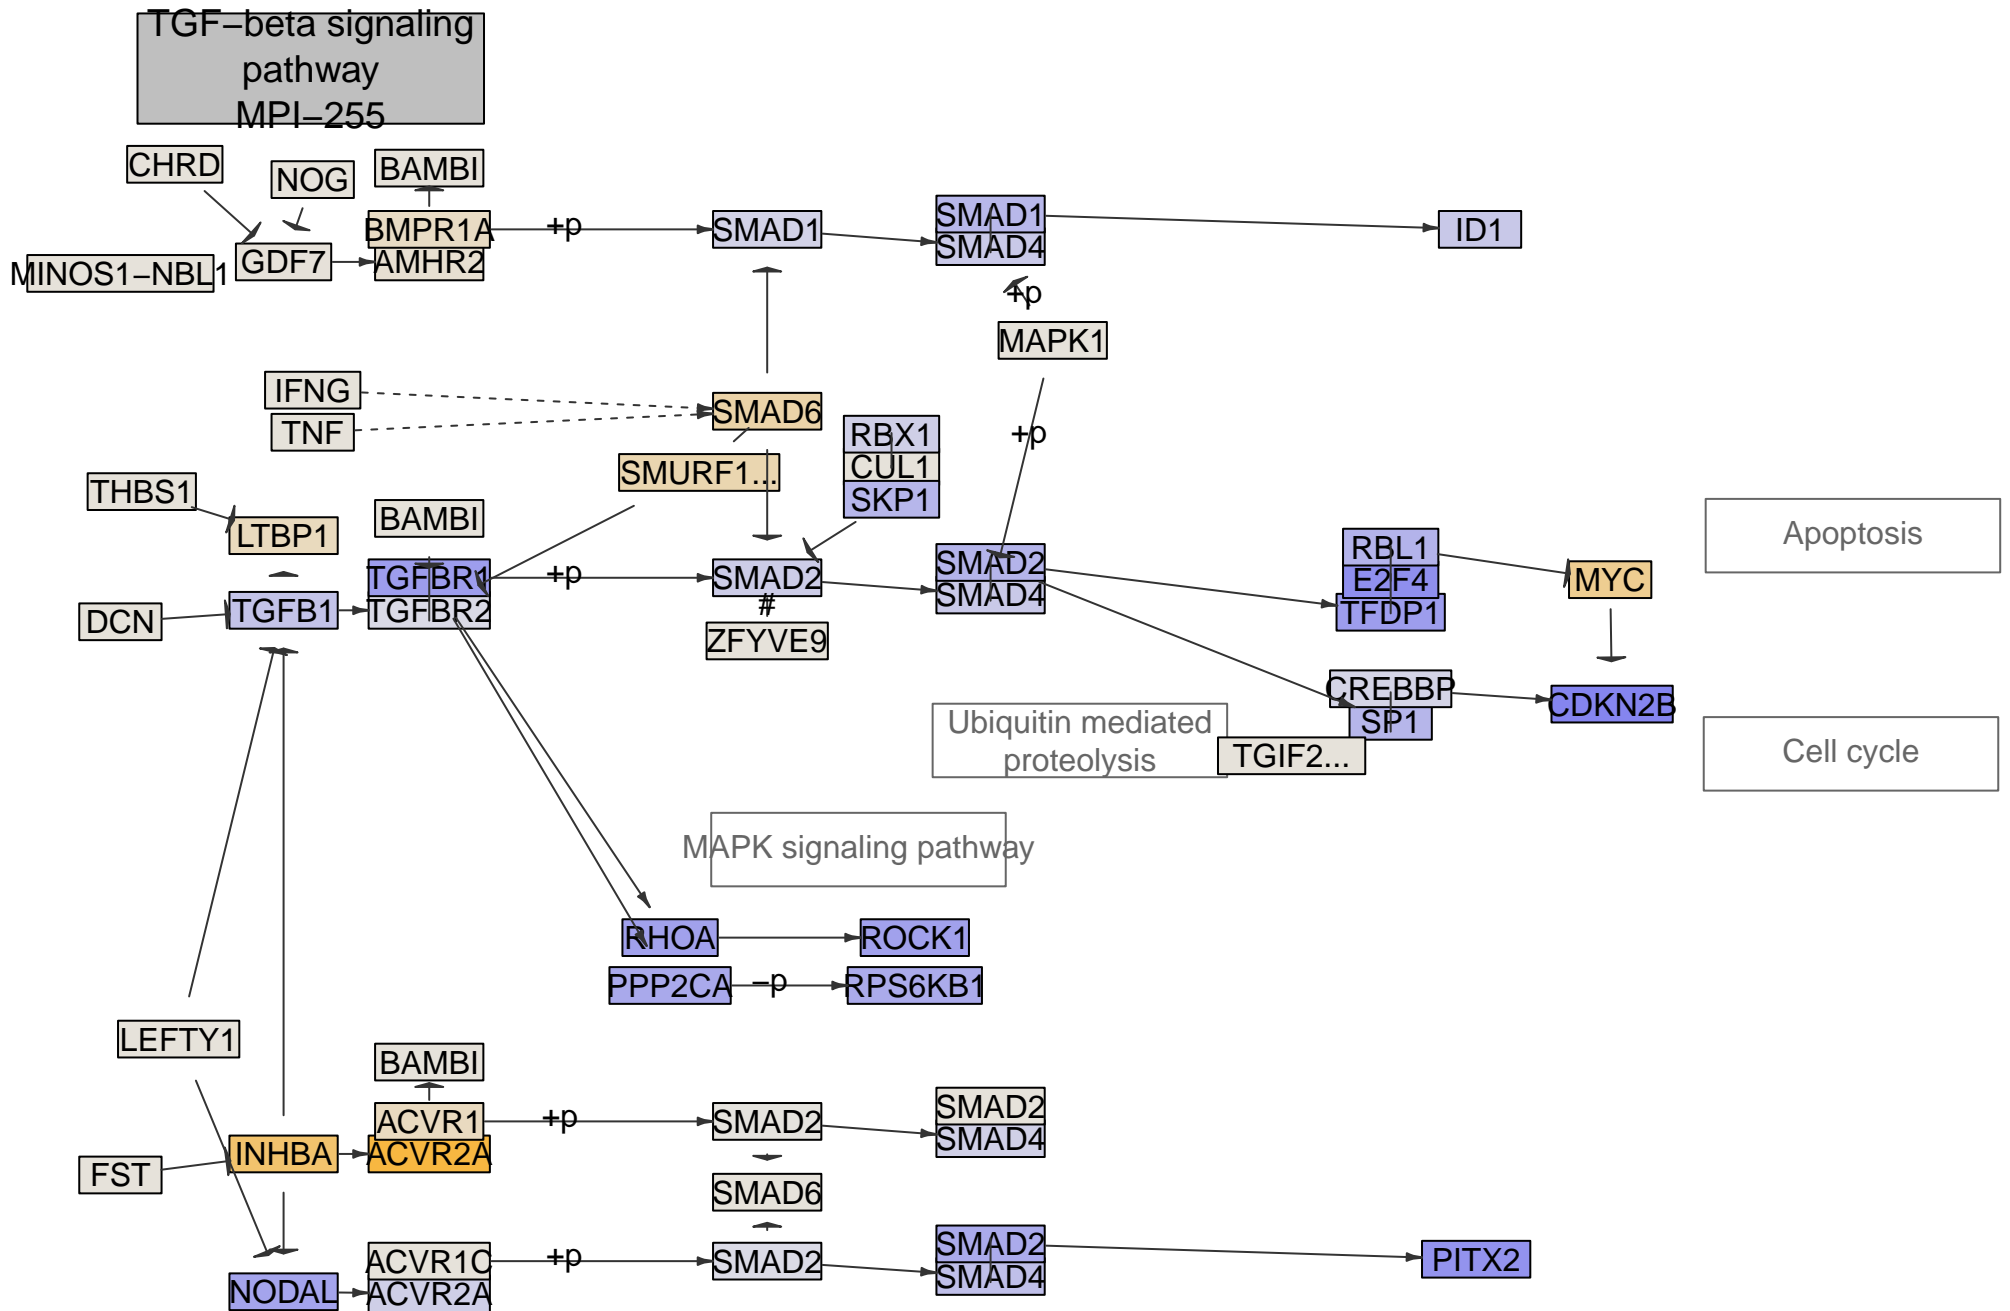 TGF−beta signaling
pathway
MPI−255
CHRD
NOG
BAMBI
BMPR1A
+p
SMAD1
SMAD1
SMAD4
ID1
MINOS1−NBL1
GDF7
AMHR2
+p
MAPK1
IFNG
TNF
SMAD6
RBX1
CUL1
SKP1
+p
SMURF1...
THBS1
LTBP1
BAMBI
Apoptosis
TGFBR1
+p
SMAD2
SMAD2
SMAD4
RBL1
E2F4
TFDP1
MYC
DCN
TGFB1
TGFBR2
#
ZFYVE9
CREBBP
SP1
CDKN2B
Ubiquitin mediated
proteolysis
TGIF2...
Cell cycle
MAPK signaling pathway
RHOA
ROCK1
PPP2CA
−p
RPS6KB1
LEFTY1
BAMBI
ACVR1
+p
SMAD2
SMAD2
SMAD4
INHBA
ACVR2A
FST
SMAD6
ACVR1C
+p
SMAD2
SMAD2
SMAD4
PITX2
NODAL
ACVR2A